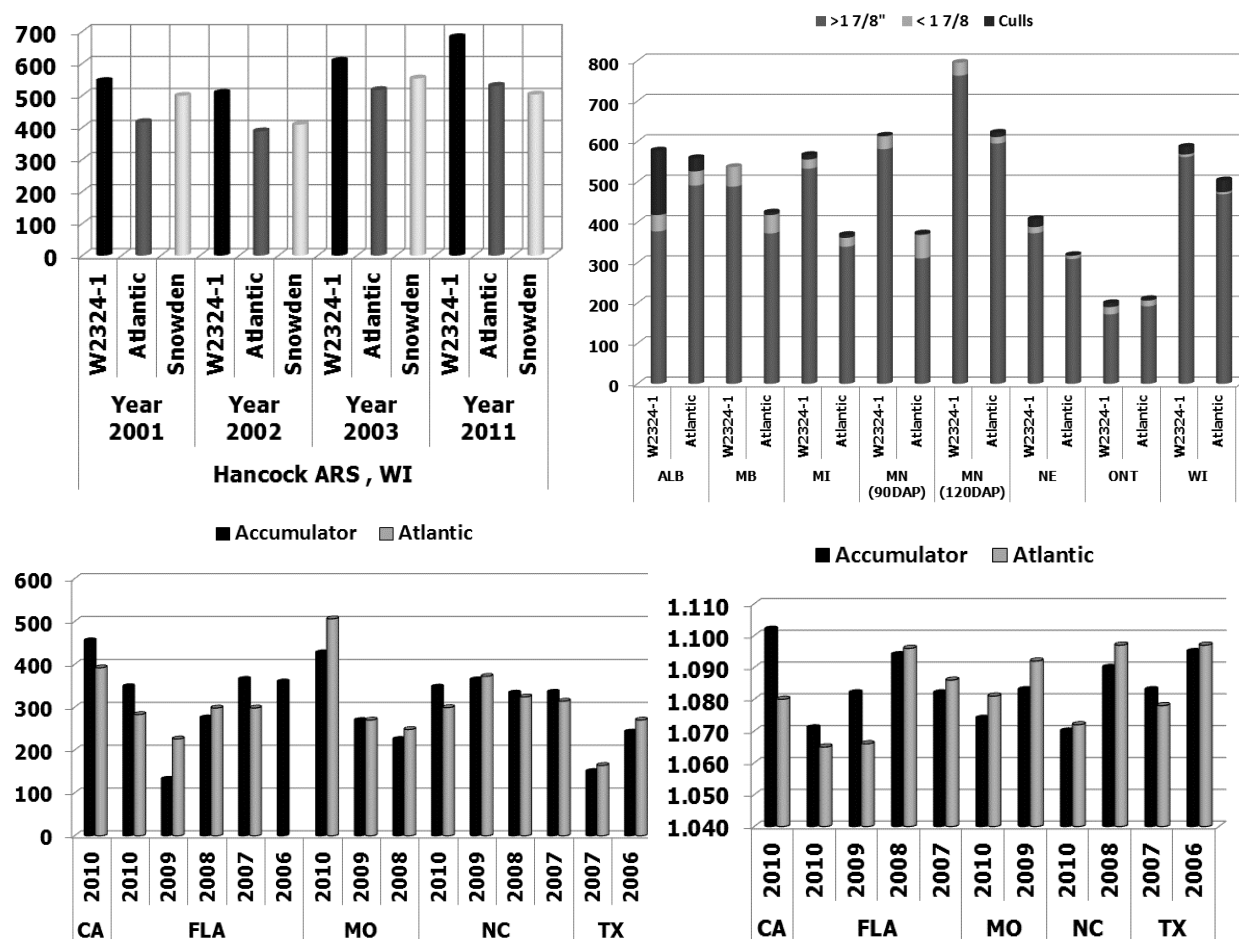 700
600
500
400
300
200
100
0
W2324-1
Atlantic
Snowden
W2324-1
Atlantic
Snowden
W2324-1
Atlantic
Snowden
W2324-1
Atlantic
Snowden
Year 2001
Year 2002
Year 2003
Year 2011
Hancock ARS , WI
>1 7/8" < 1 7/8 Culls
800
700
600
500
400
300
200
100
0
W2324-1
Atlantic
W2324-1
Atlantic
W2324-1
Atlantic
W2324-1
Atlantic
W2324-1
Atlantic
W2324-1
Atlantic
W2324-1
Atlantic
W2324-1
Atlantic
ALB MB MI MN MN NE ONT WI
(90DAP) (120DAP)
Accumulator Atlantic
600
500
400
300
200
100
0
2010 2010 2009 2008 2007 2006 2010 2009 2008 2010 2009 2008 2007 2007 2006
CA FLA MO NC TX
Accumulator Atlantic
1.110
1.100
1.090
1.080
1.070
1.060
1.050
1.040
2010 2010 2009 2008 2007 2010 2009 2010 2008 2007 2006
CA FLA MO NC TX